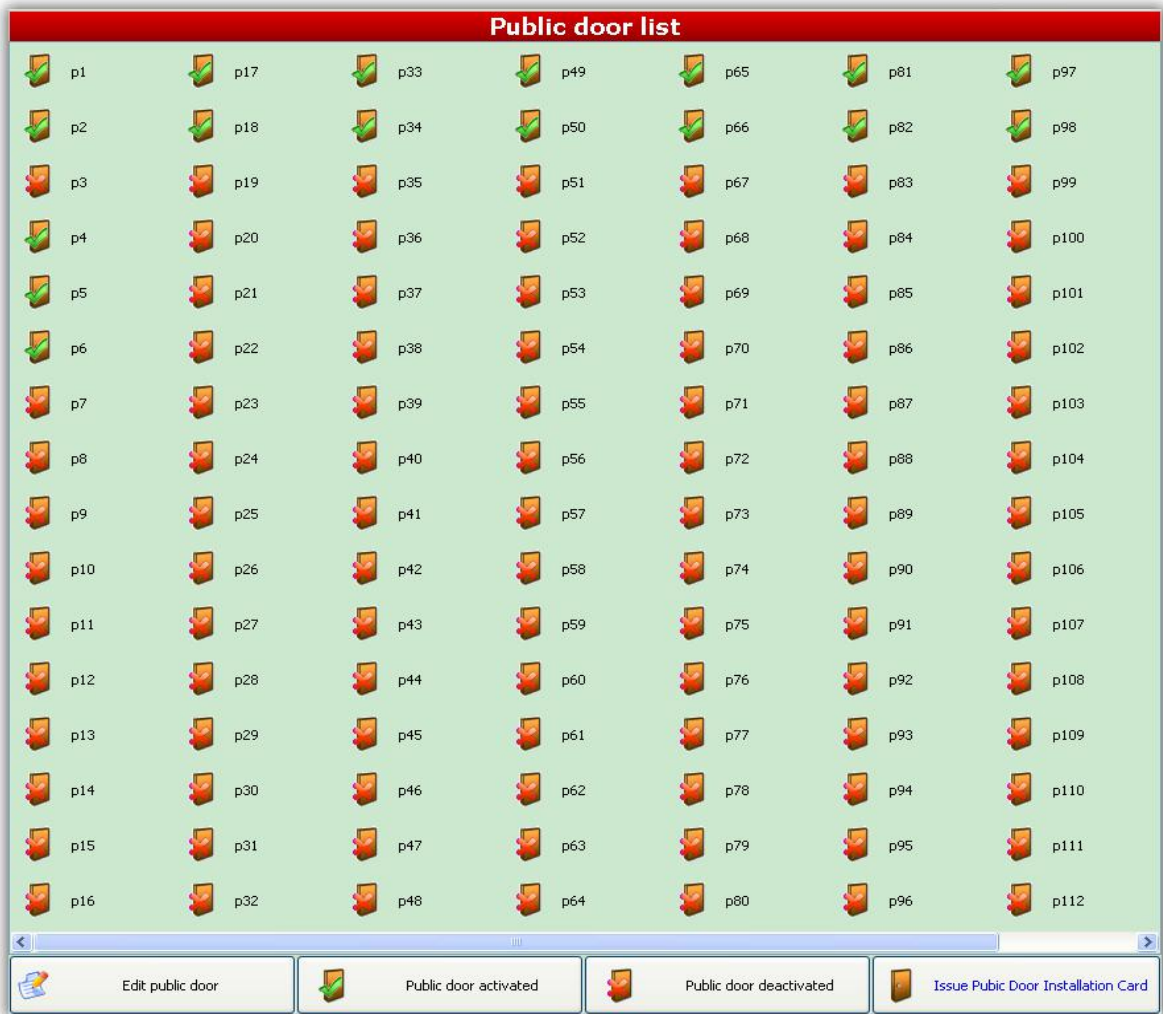 Public door list
p1 p17 p33 p49 p65 p81 p97
p2 p18 p34 p50 p66 p82 p98
p3 p19 p35 p51 p67 p83 p99
p4 p20 p36 p52 p68 p84 p100
p5 p21 p37 p53 p69 p85 p101
p6 p22 p38 p54 p70 p86 p102
p7 p23 p39 p55 p71 p87 p103
p8 p24 p40 p56 p72 p88 p104
p9 p25 p41 p57 p73 p89 p105
p10 p26 p42 p58 p74 p90 p106
p11 p27 p43 p59 p75 p91 p107
p12 p28 p44 p60 p76 p92 p108
p13 p29 p45 p61 p77 p93 p109
p14 p30 p46 p62 p78 p94 p110
p15 p31 p47 p63 p79 p95 p111
p16 p32 p48 p64 p80 p96 p112
Edit public door Public door activated Public door deactivated Issue Pubic Door Installation Card